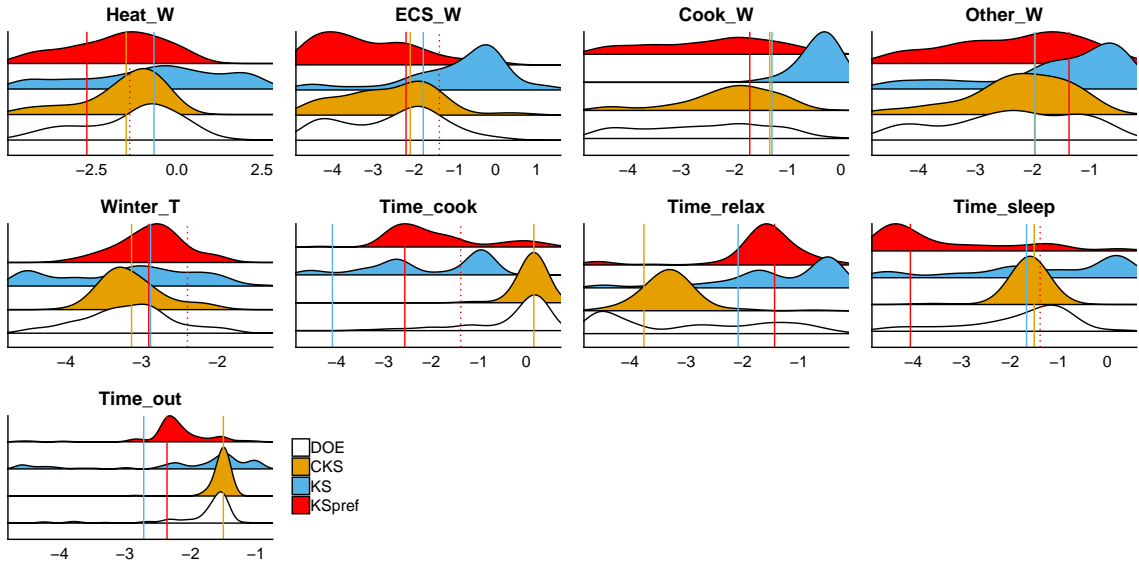 Heat_W ECS_W Cook_W Other_W
−2.5 0.0 2.5 −4 −3 −2 −1 0 1 −4 −3 −2 −1 0 −4 −3 −2 −1
Winter_T Time_cook Time_relax Time_sleep
−4 −3 −2 −4 −3 −2 −1 0 −4 −3 −2 −1 −4 −3 −2 −1 0
Time_out
DOE
CKS
KS
KSpref
−4 −3 −2 −1